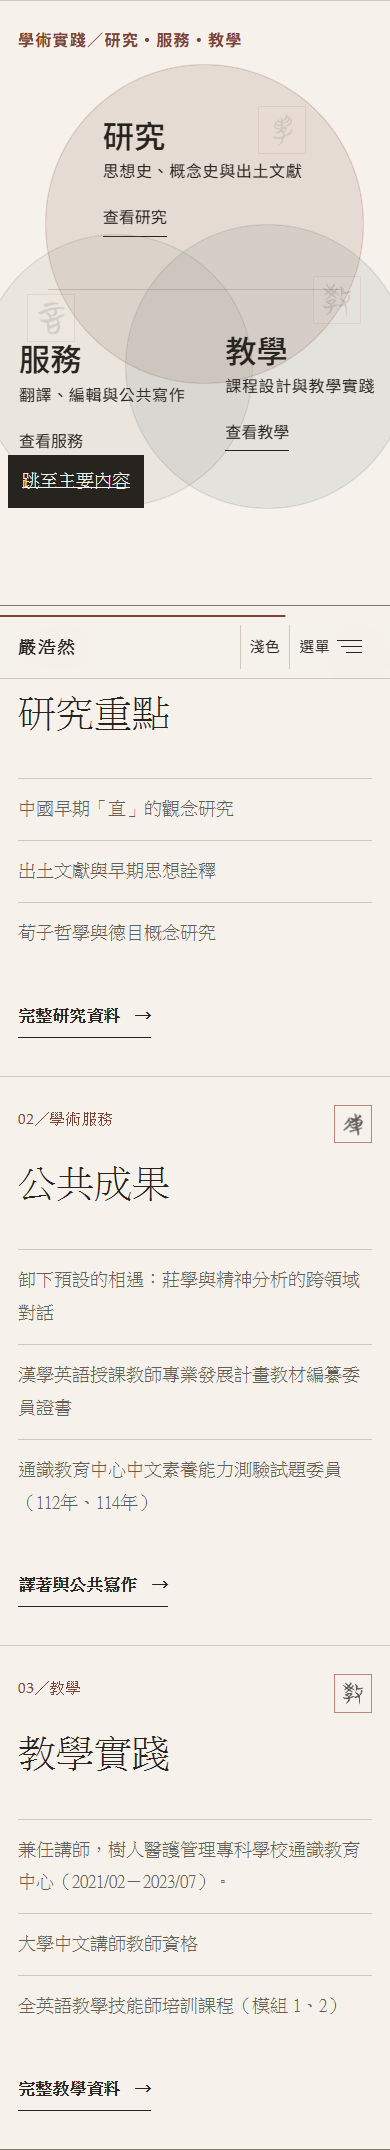 學術實踐／研究・服務・教學
研究
思想史、概念史與出土文獻
查看研究
服務
翻譯、編輯與公共寫作
查看服務
教學
課程設計與教學實踐
查看教學
跳至主要內容
嚴浩然
淺色
選單
研究重點
中國早期「直」的觀念研究
出土文獻與早期思想詮釋
荀子哲學與德目概念研究
完整研究資料 →
02／學術服務
公共成果
卸下預設的相遇：莊學與精神分析的跨領域
對話
漢學英語授課教師專業發展計畫教材編纂委
員證書
通識教育中心中文素養能力測驗試題委員
（112年、114年）
譯著與公共寫作 →
03／教學
教學實踐
兼任講師，樹人醫護管理專科學校通識教育
中心（2021/02－2023/07）。
大學中文講師教師資格
全英語教學技能師培訓課程（模組 1、2）
完整教學資料 →